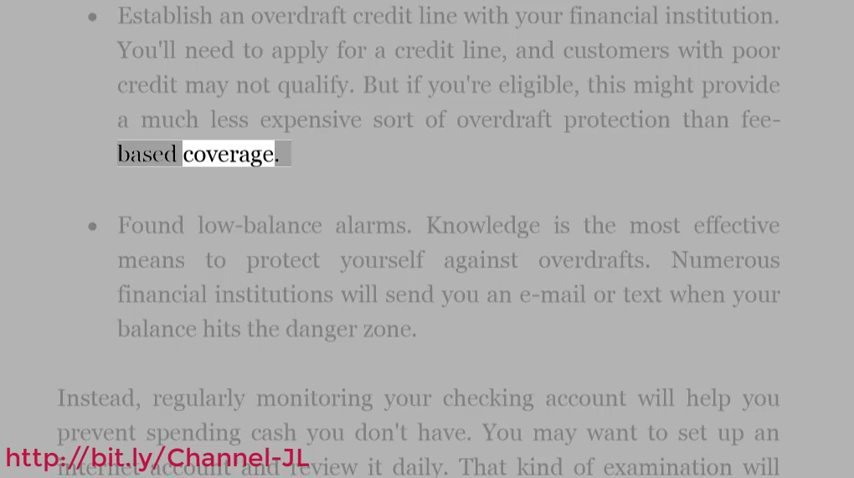 • Establish an overdraft credit line with your financial institution.
You'll need to apply for a credit line, and customers with poor
credit may not qualify. But if you're eligible, this might provide
a much less expensive sort of overdraft protection than fee-
based coverage.
• Found low-balance alarms. Knowledge is the most effective
means to protect yourself against overdrafts. Numerous
financial institutions will send you an e-mail or text when your
balance hits the danger zone.
Instead, regularly monitoring your checking account will help you
prevent spending cash you don't have. You may want to set up an
http://bit.ly/Channel-JL
internet account and review it daily. That kind of examination will